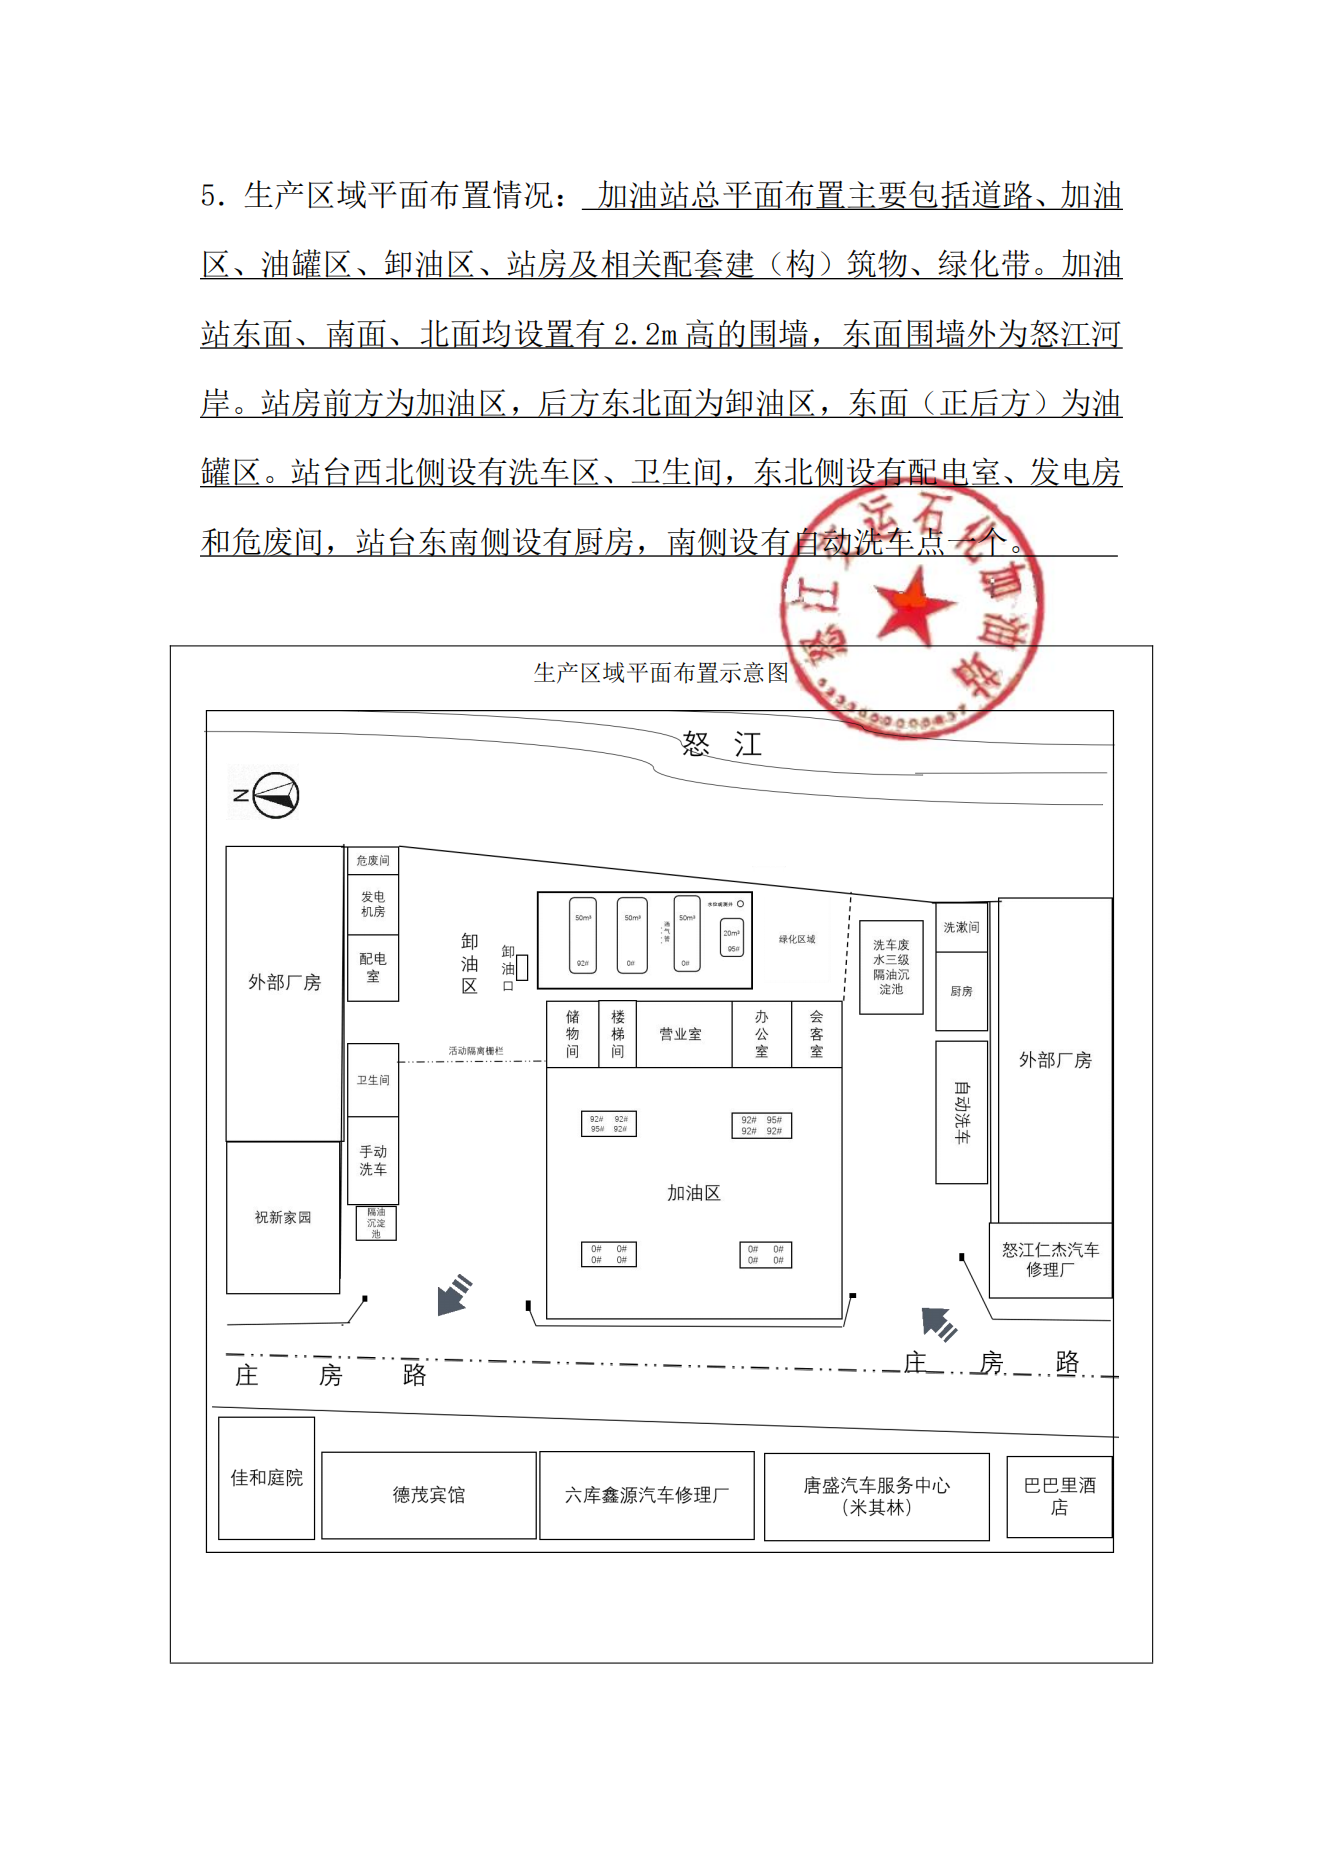 5. 生产区域平面布置情况： 加油站总平面布置主要包括道路、加油
区、油罐区、卸油区、站房及相关配套建（构）筑物、绿化带。加油
站东面、南面、北面均设置有 2.2m 高的围墙，东面围墙外为怒江河
岸。站房前方为加油区，后方东北面为卸油区，东面（正后方）为油
罐区。站台西北侧设有洗车区、卫生间，东北侧设有配电室、发电房
和危废间，站台东南侧设有厨房，南侧设有自动洗车点一个。
生产区域平面布置示意图
怒 江
N
危废间
发电
机房
配电
室
外部厂房
卸
油
区
卸
油
口
50m³
92#
50m³
0#
通
气
管
50m³
0#
20m³
95#
绿化区域
洗车废
水三级
隔油沉
淀池
洗漱间
厨房
储
物
间
楼
梯
间
营业室
办
公
室
会
客
室
活动隔离栅栏
卫生间
手动
洗车
隔油
沉淀
池
祝新家园
自动洗车
外部厂房
92# 92#
95# 92#
92# 95#
92# 92#
加油区
0# 0#
0# 0#
0# 0#
0# 0#
怒江仁杰汽车
修理厂
庄 房 路
庄 房 路
佳和庭院
德茂宾馆
六库鑫源汽车修理厂
唐盛汽车服务中心
（米其林）
巴巴里酒
店